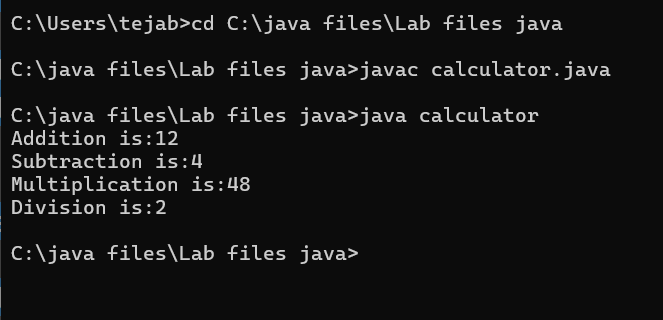 C:\Users\tejab>cd C:\java files\Lab files java
C:\java files\Lab files java>javac calculator.java
C:\java files\Lab files java>java calculator
Addition is:12
Subtraction is:4
Multiplication is:48
Division is:2
C:\java files\Lab files java>